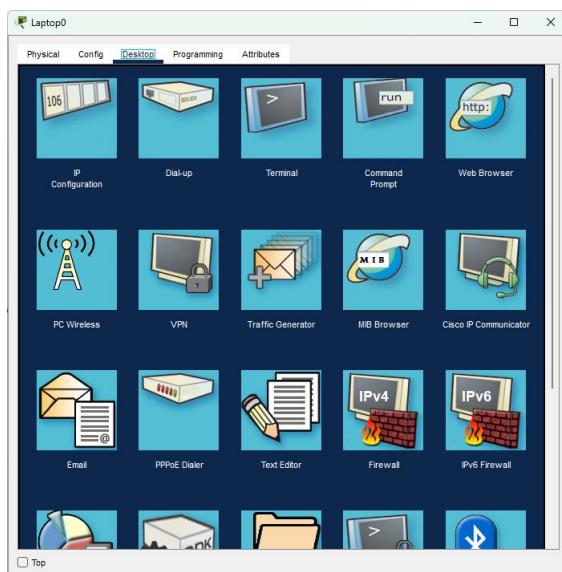 Laptop0
Physical Config Desktop Programming Attributes
106
>
run
http:
IP
Configuration
Dial-up
Terminal
Command
Prompt
Web Browser
MIB
PC Wireless
VPN
Traffic Generator
MIB Browser
Cisco IP Communicator
@
IPv4
IPv6
Email
PPPoE Dialer
Text Editor
Firewall
IPv6 Firewall
>
Top